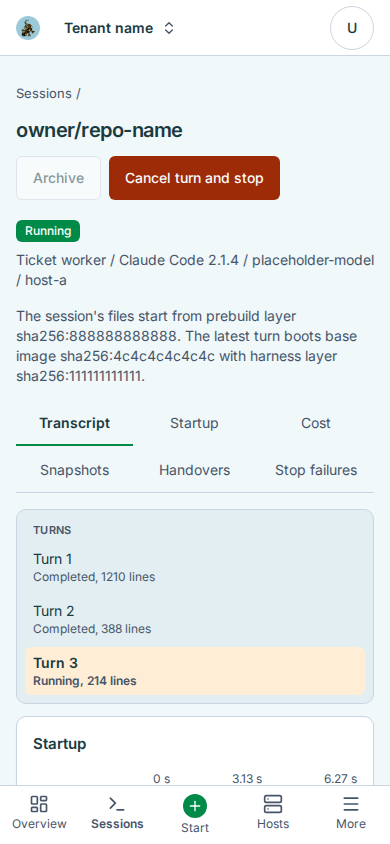 Tenant name
U
Sessions /
owner/repo-name
Archive
Cancel turn and stop
Running
Ticket worker / Claude Code 2.1.4 / placeholder-model
/ host-a
The session's files start from prebuild layer
sha256:888888888888. The latest turn boots base
image sha256:4c4c4c4c4c4c with harness layer
sha256:111111111111.
Transcript Startup Cost
Snapshots Handovers Stop failures
TURNS
Turn 1
Completed, 1210 lines
Turn 2
Completed, 388 lines
Turn 3
Running, 214 lines
Startup
0 s 3.13 s 6.27 s
Overview Sessions Start Hosts More